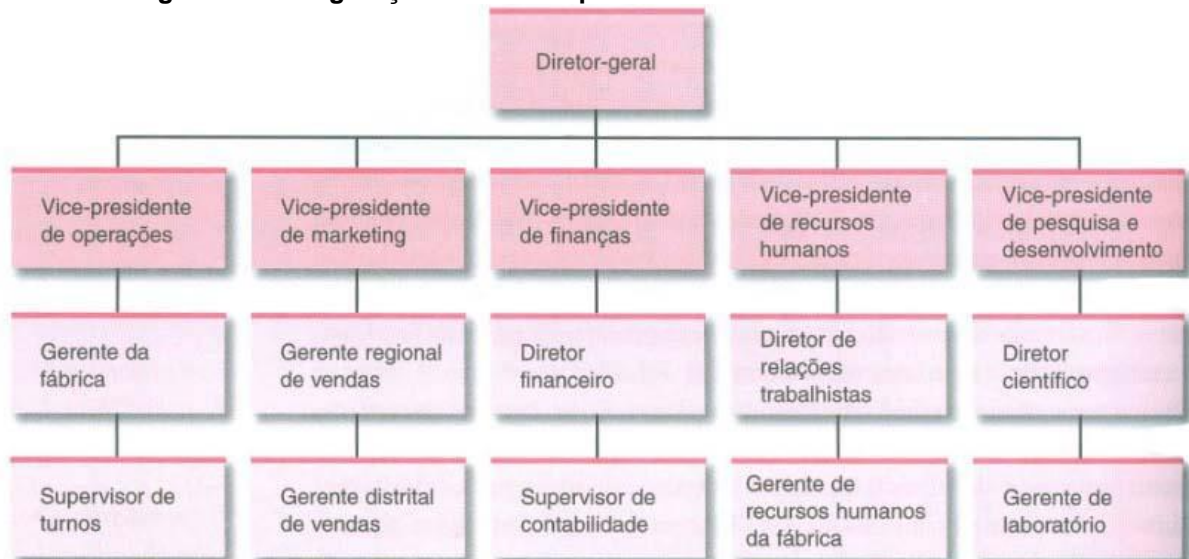 Diretor-geral
Vice-presidente
de operações
Vice-presidente
de marketing
Vice-presidente
de finanças
Vice-presidente
de recursos
humanos
Vice-presidente
de pesquisa e
desenvolvimento
Gerente da
fábrica
Gerente regional
de vendas
Diretor
financeiro
Diretor de
relações
trabalhistas
Diretor
científico
Supervisor de
turnos
Gerente distrital
de vendas
Supervisor de
contabilidade
Gerente de
recursos humanos
da fábrica
Gerente de
laboratório